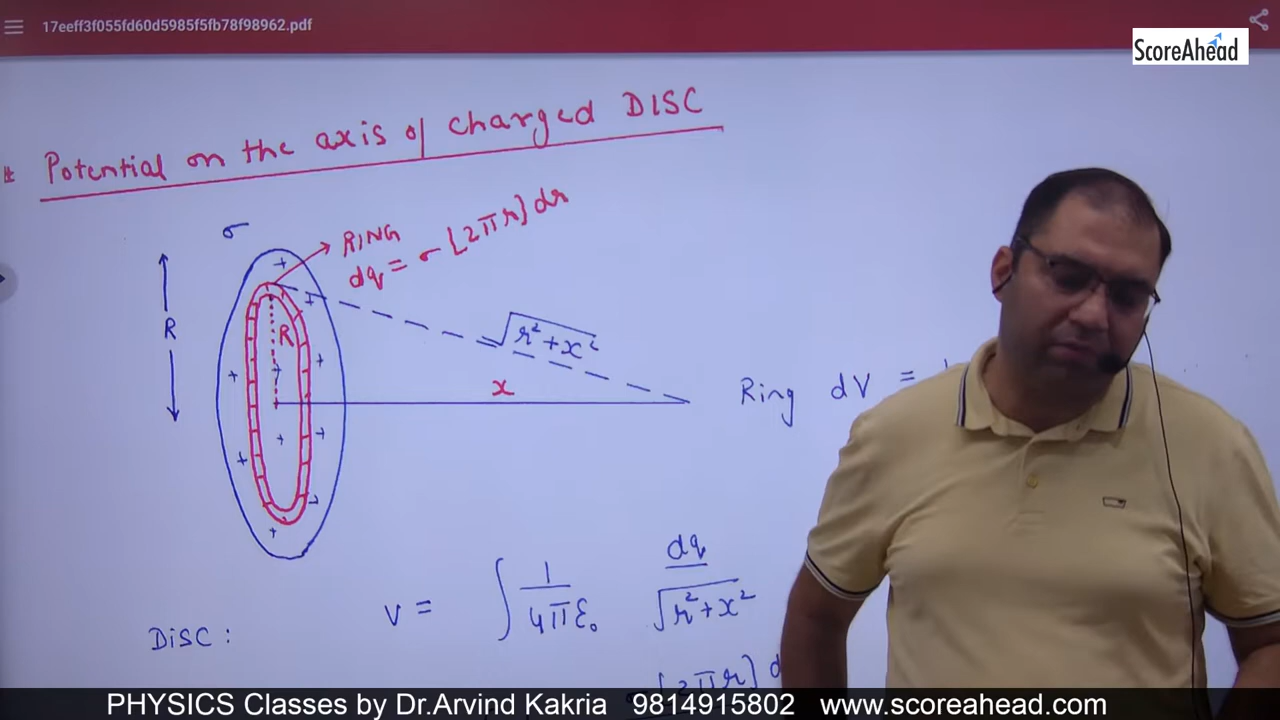 17eeff3f055fd60d5985f5fb78f98962.pdf
ScoreAhead
Potential on the axis of charged DISC
σ
RING
dq = σ [2πr] dr
+
+
R
R
√r²+x²
x
+
+
+
+
+
+
+
Ring dV =
V = ∫ 1/4πε₀ dq/√r²+x²
DISC :
[2πr] d
PHYSICS Classes by Dr.Arvind Kakria 9814915802 www.scoreahead.com